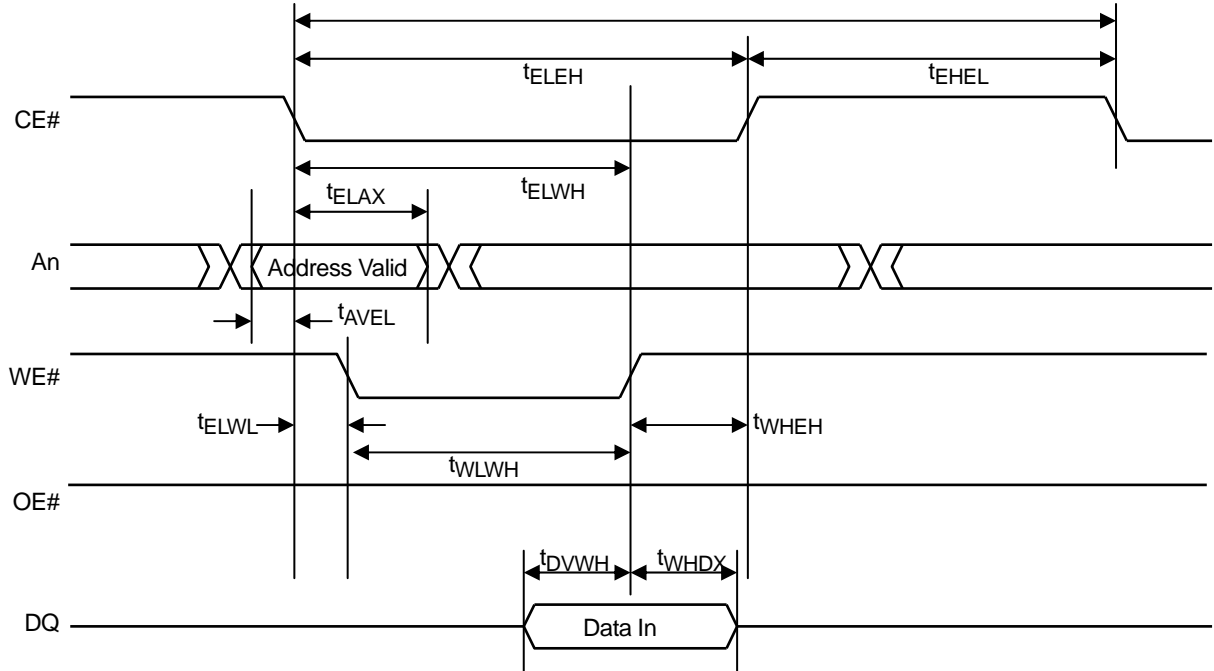 tELEH
tEHEL
CE#
tELWH
tELAX
An
Address Valid
tAVEL
WE#
tELWL
tWHEH
tWLWH
OE#
tDVWH
tWHDX
DQ
Data In